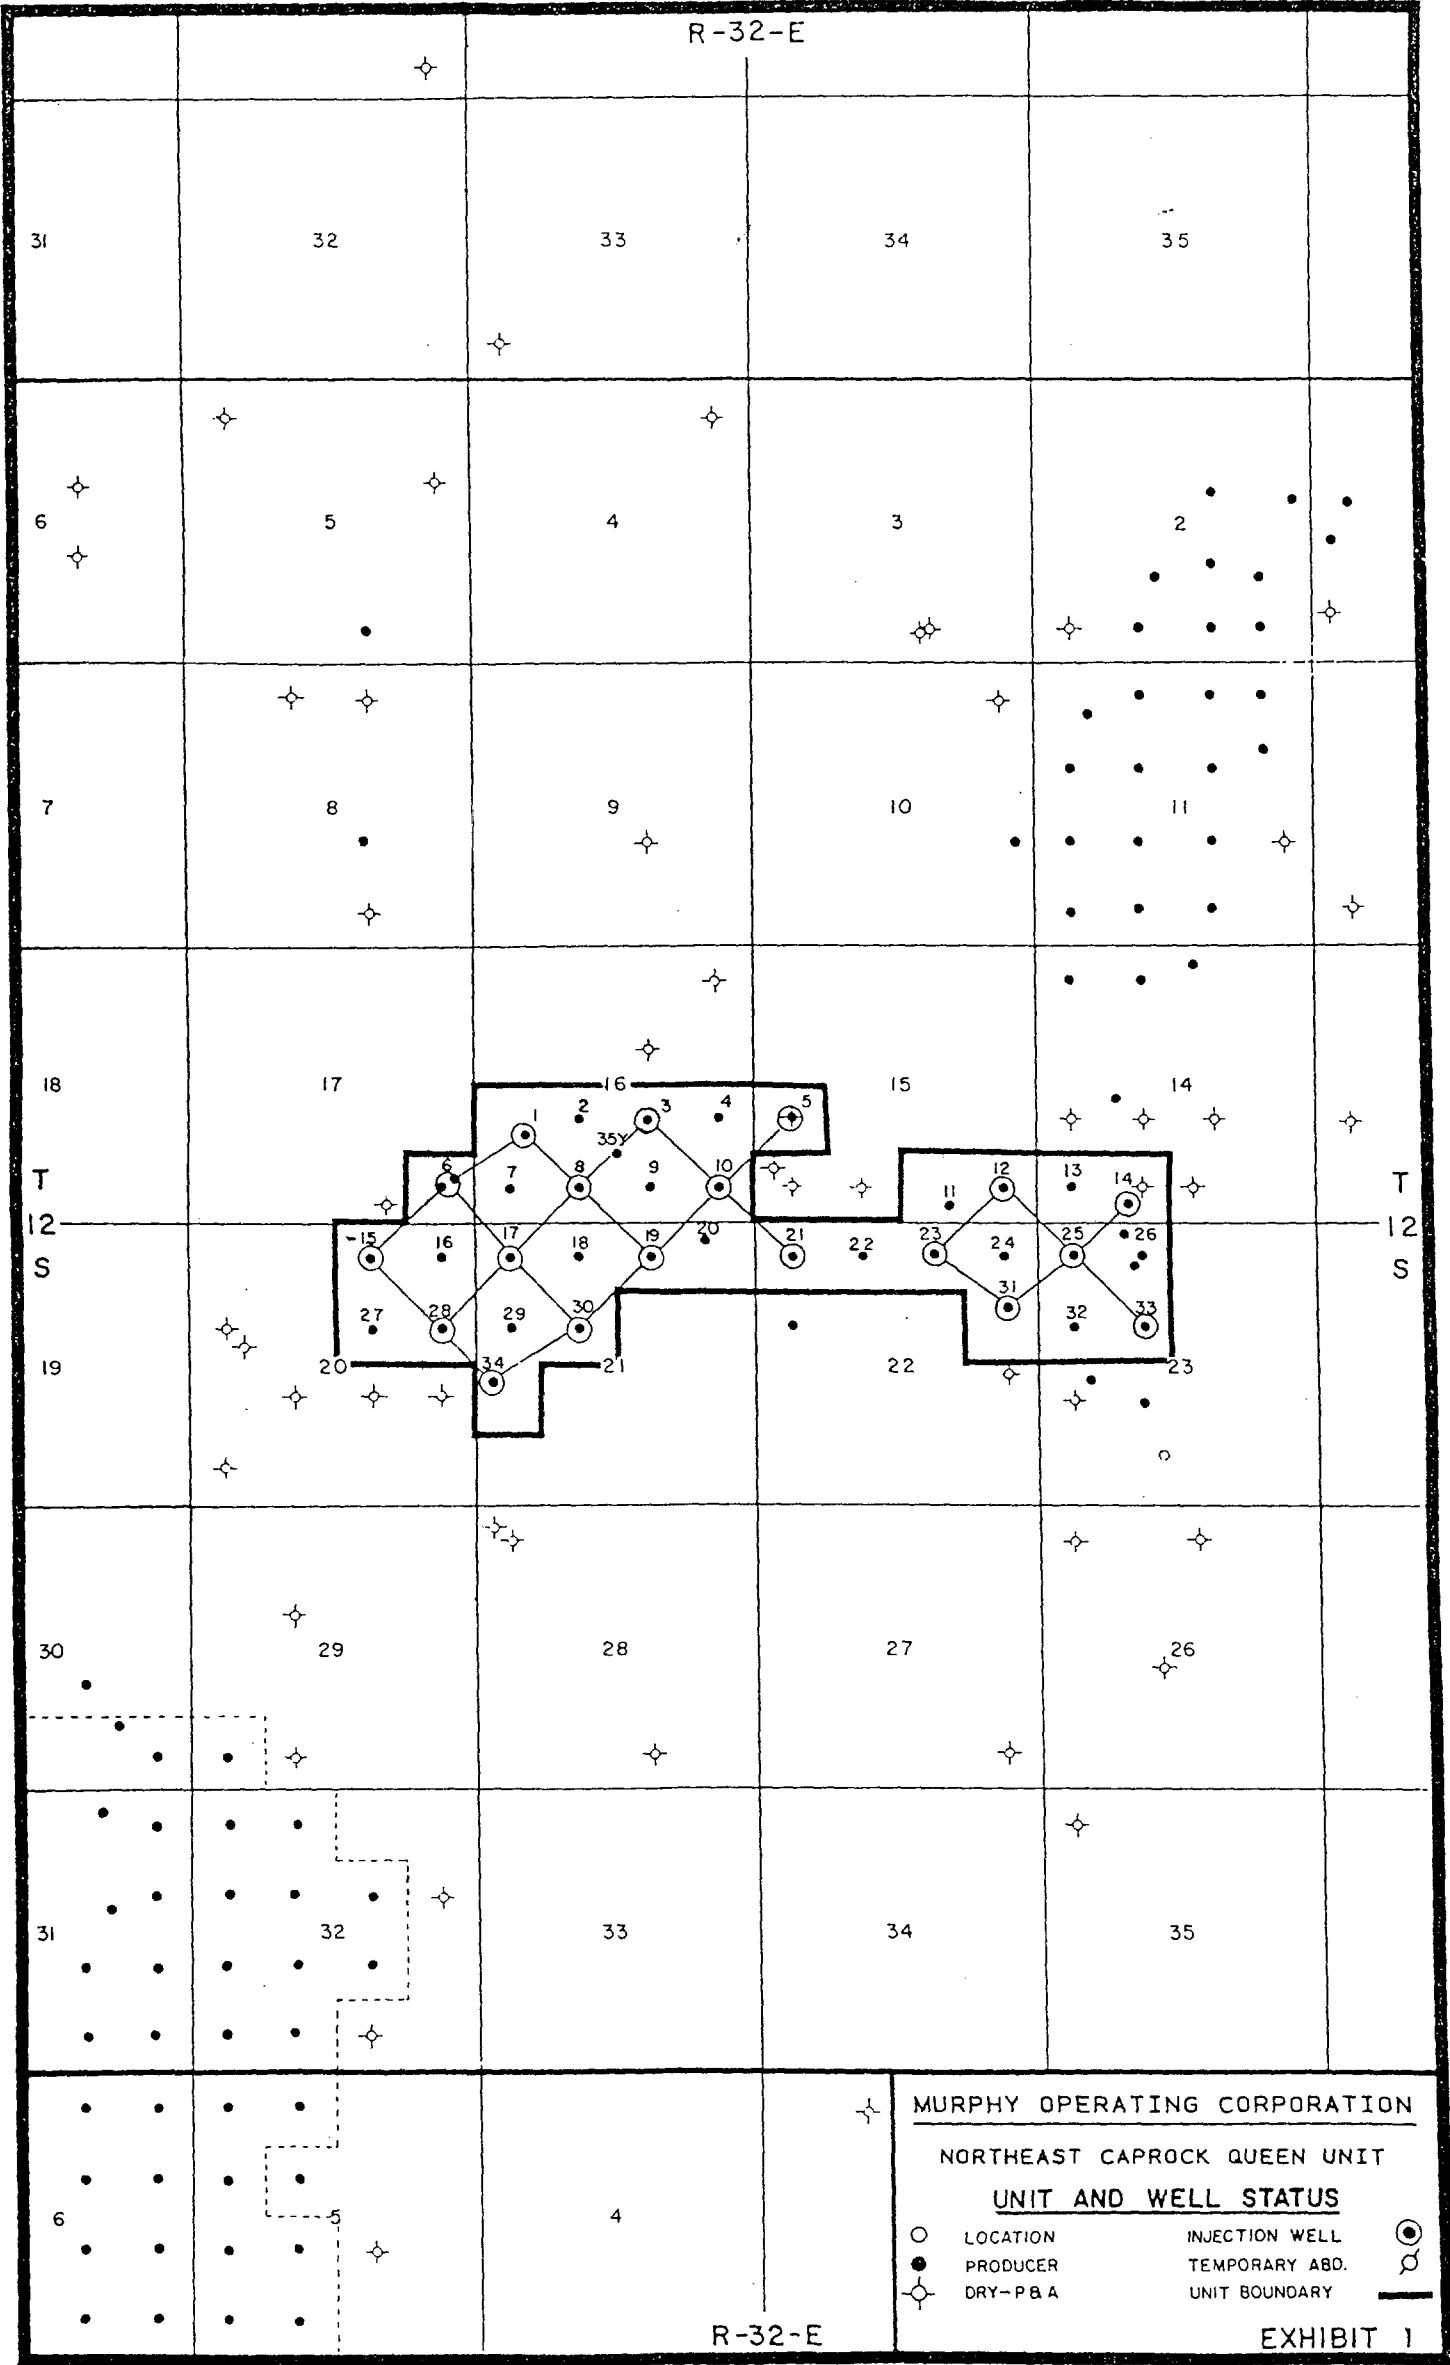 R-32-E
31 32 33 34 35
6 5 4 3 2
7 8 9 10 11
18 17 16 15 14
1 2 3 4 5
35Y
T T
6 7 8 9 10 11 12 13 14
12 12
S S
15 16 17 18 19 20 21 22 23 24 25 26
27 28 29 30 31 32 33
19 20 34 21 22 23
30 29 28 27 26
31 32 33 34 35
6 5 4
MURPHY OPERATING CORPORATION
NORTHEAST CAPROCK QUEEN UNIT
UNIT AND WELL STATUS
LOCATION INJECTION WELL
PRODUCER TEMPORARY ABD.
DRY-P&A UNIT BOUNDARY
R-32-E
EXHIBIT 1